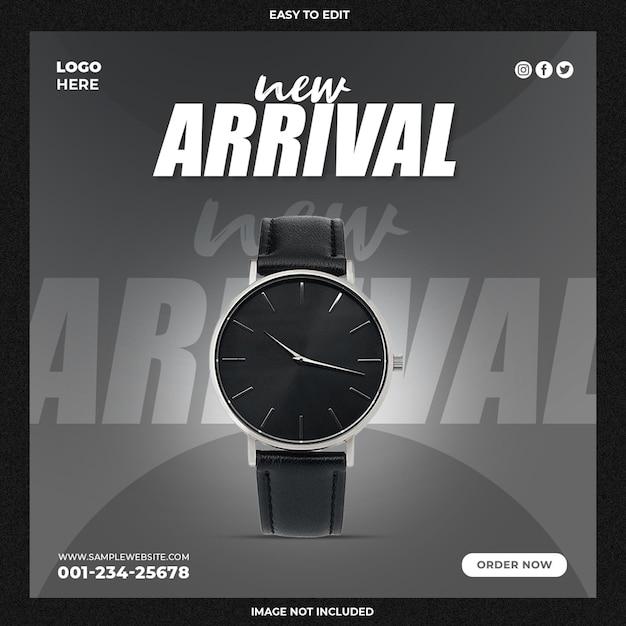 EASY TO EDIT
LOGO
HERE
new
ARRIVAL
new
ARRIVAL
WWW.SAMPLEWEBSITE.COM
001-234-25678
ORDER NOW
IMAGE NOT INCLUDED